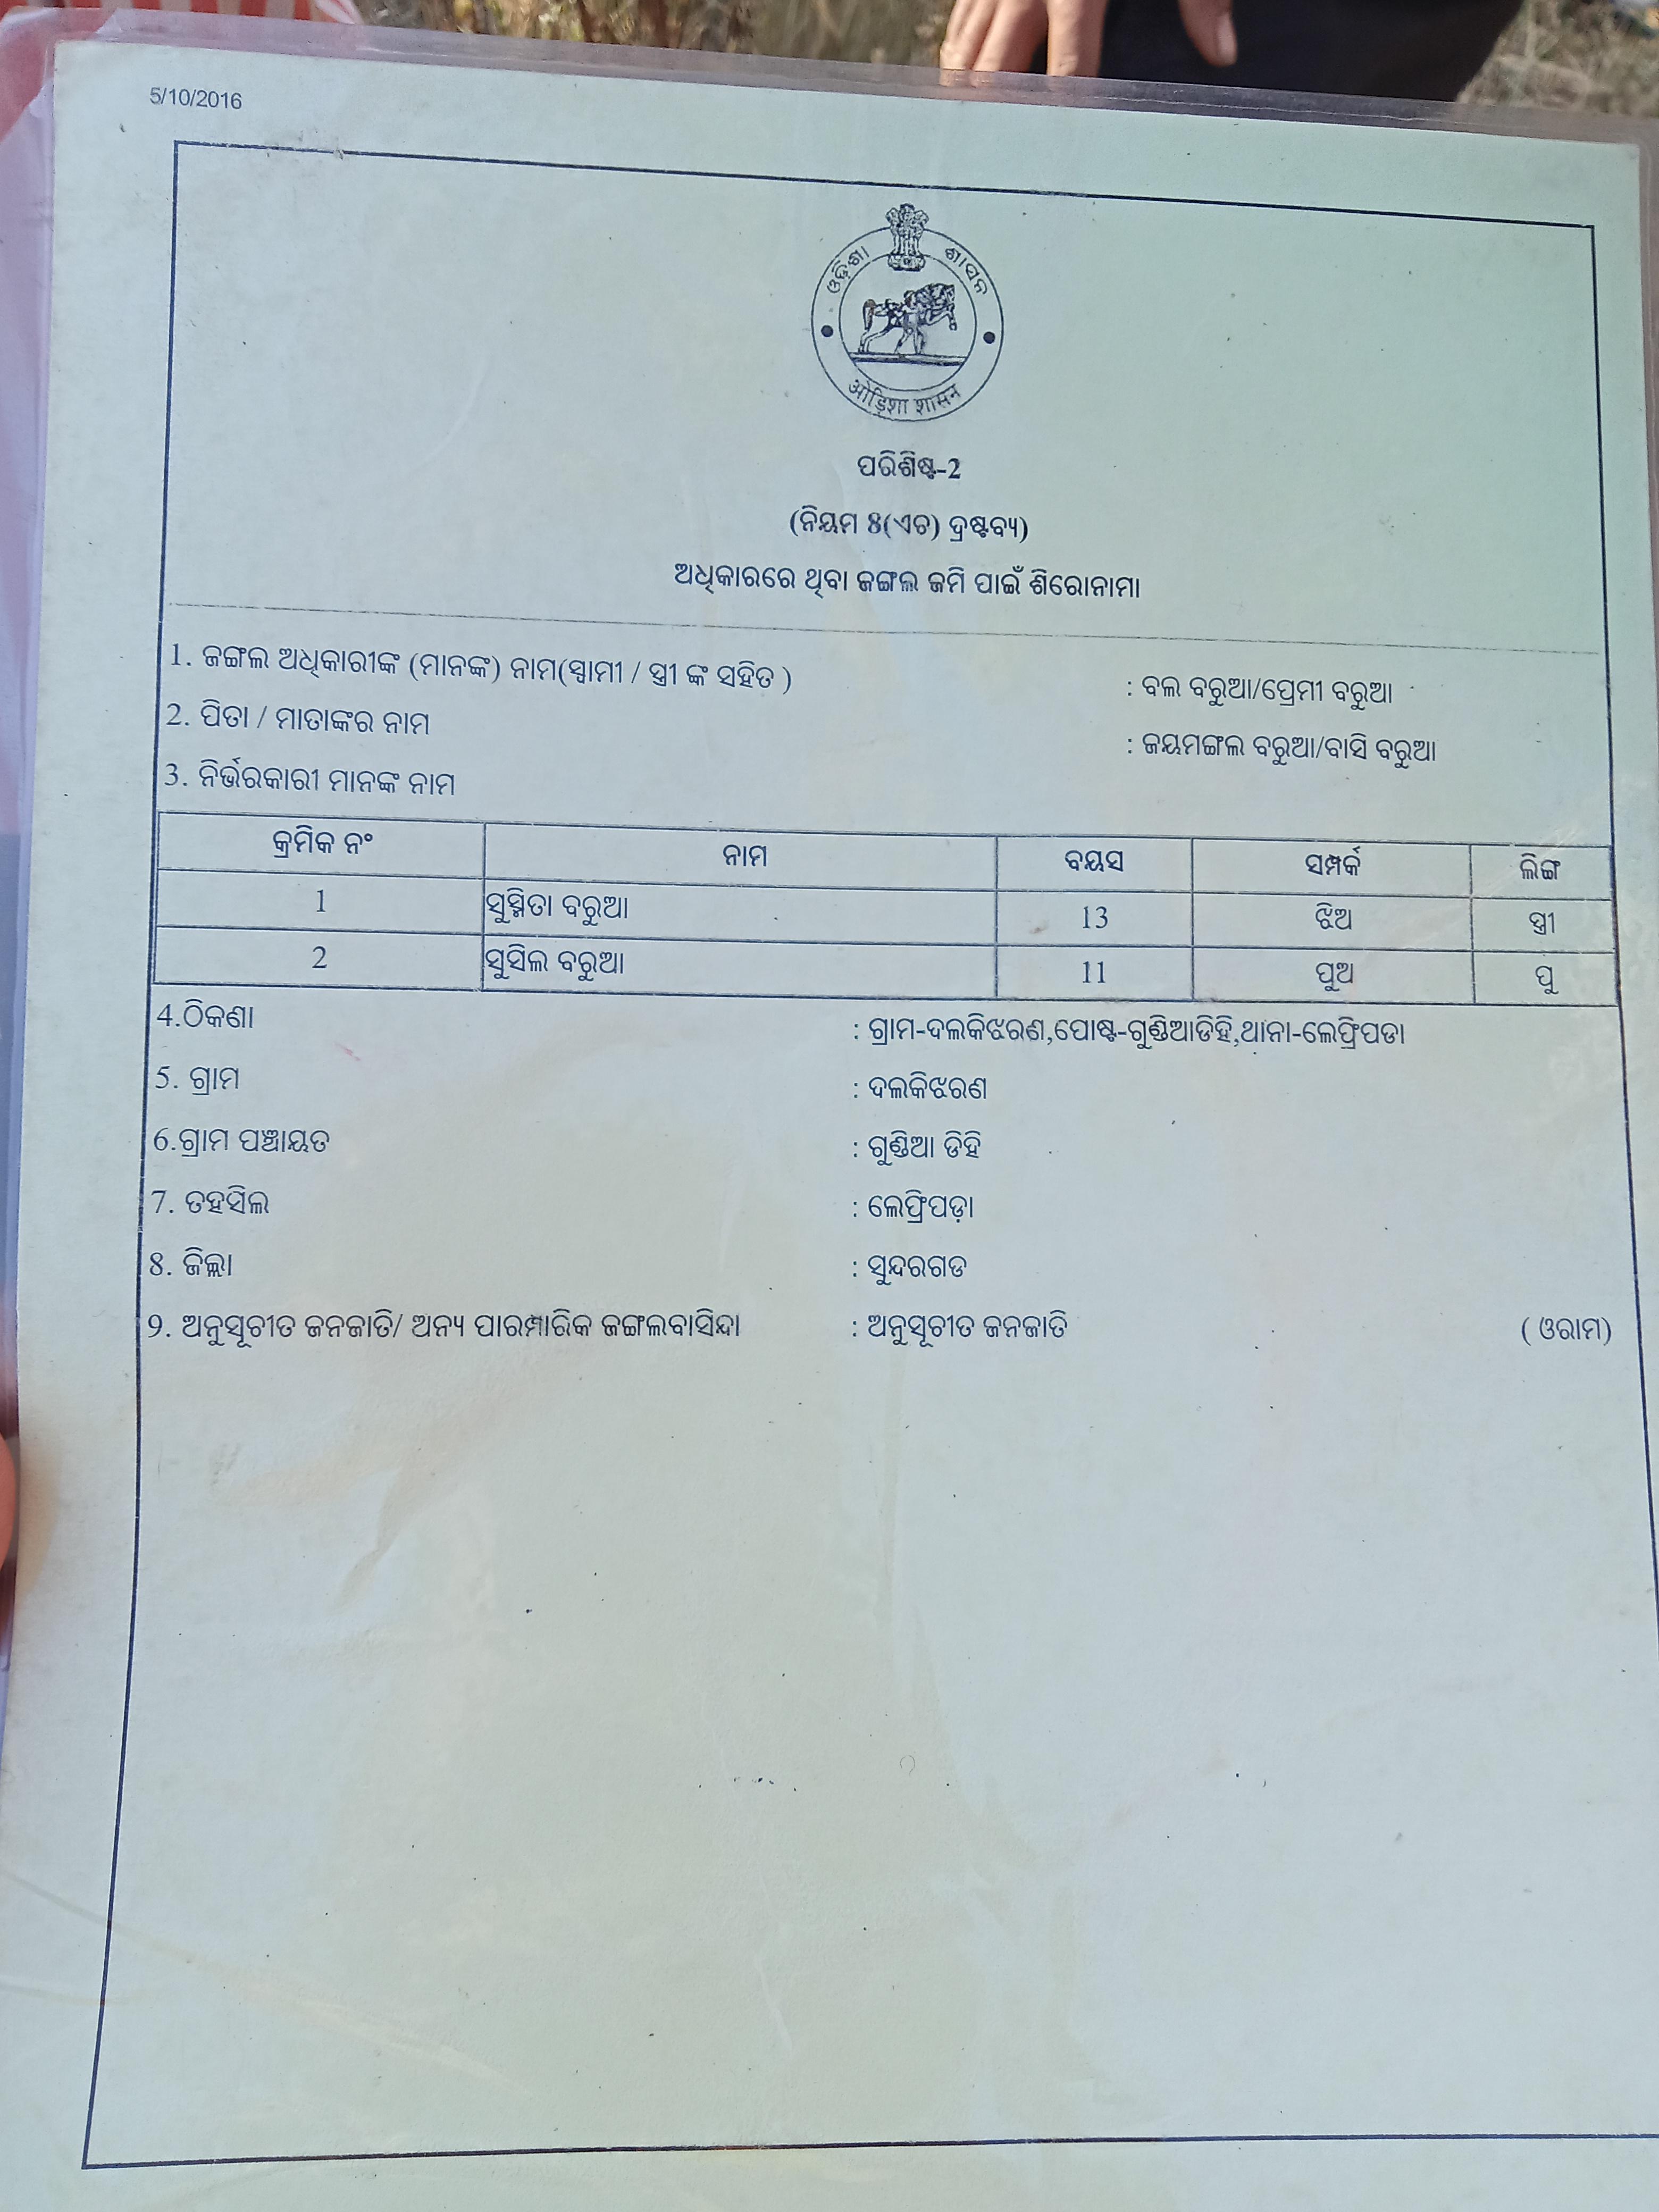 5/10/2016
ଓଡ଼ିଶା ଶାସନ
ओड़िशा शासन
ପରିଶିଷ୍ଟ-2
(ନିୟମ 8(ଏଚ) ଦ୍ରଷ୍ଟବ୍ୟ)
ଅଧିକାରରେ ଥିବା ଜଙ୍ଗଲ ଜମି ପାଇଁ ଶିରୋନାମା
1. ଜଙ୍ଗଲ ଅଧିକାରୀଙ୍କ (ମାନଙ୍କ) ନାମ(ସ୍ୱାମୀ / ସ୍ତ୍ରୀ ଙ୍କ ସହିତ ) : ବଲ ବରୁଆ/ପ୍ରେମୀ ବରୁଆ
2. ପିତା / ମାତାଙ୍କର ନାମ : ଜୟମଙ୍ଗଲ ବରୁଆ/ବାସି ବରୁଆ
3. ନିର୍ଭରକାରୀ ମାନଙ୍କ ନାମ
କ୍ରମିକ ନଂ ନାମ ବୟସ ସମ୍ପର୍କ ଲିଙ୍ଗ
1 ସୁସ୍ମିତା ବରୁଆ 13 ଝିଅ ସ୍ତ୍ରୀ
2 ସୁସିଲ ବରୁଆ 11 ପୁଅ ପୁ
4.ଠିକଣା : ଗ୍ରାମ-ଦଲକିଝରଣ,ପୋଷ୍ଟ-ଗୁଣ୍ଡିଆଡିହି,ଥାନା-ଲେଫ୍ରିପଡା
5. ଗ୍ରାମ : ଦଲକିଝରଣ
6.ଗ୍ରାମ ପଞ୍ଚାୟତ : ଗୁଣ୍ଡିଆ ଡିହି
7. ତହସିଲ : ଲେଫ୍ରିପଡ଼ା
8. ଜିଲ୍ଲା : ସୁନ୍ଦରଗଡ
9. ଅନୁସୂଚୀତ ଜନଜାତି/ ଅନ୍ୟ ପାରମ୍ପାରିକ ଜଙ୍ଗଲବାସିନ୍ଦା : ଅନୁସୂଚୀତ ଜନଜାତି ( ଓରାମ)